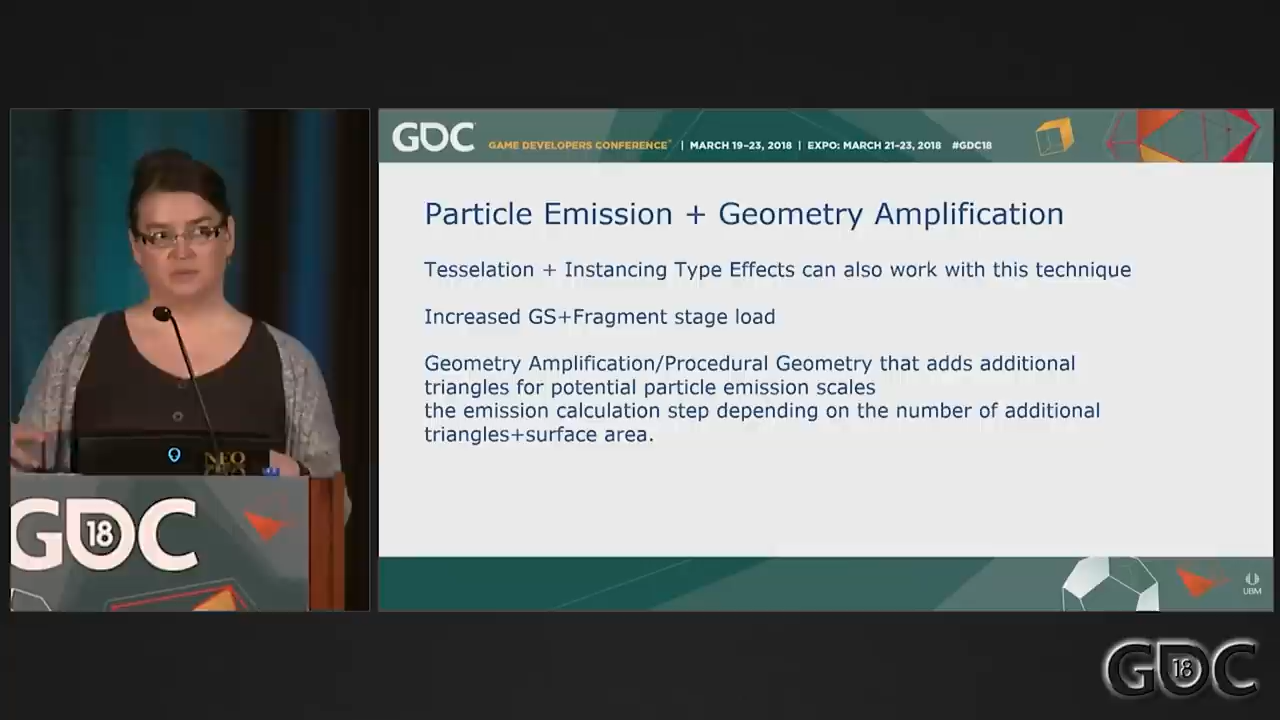 GDC GAME DEVELOPERS CONFERENCE® | MARCH 19–23, 2018 | EXPO: MARCH 21–23, 2018 #GDC18
Particle Emission + Geometry Amplification
Tesselation + Instancing Type Effects can also work with this technique
Increased GS+Fragment stage load
Geometry Amplification/Procedural Geometry that adds additional
triangles for potential particle emission scales
the emission calculation step depending on the number of additional
triangles+surface area.
NEO
GDC 18
UBM
GDC 18